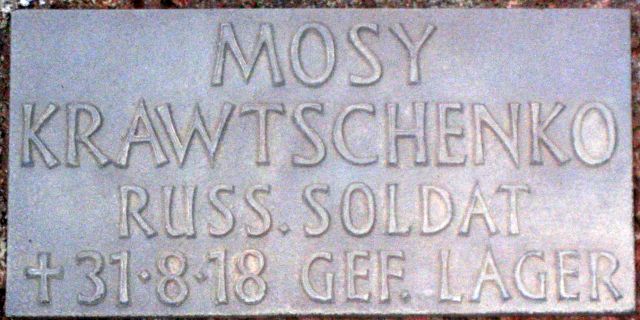 MOSY
KRAWTSCHENKO
RUSS. SOLDAT
+ 31·8·18 GEF. LAGER